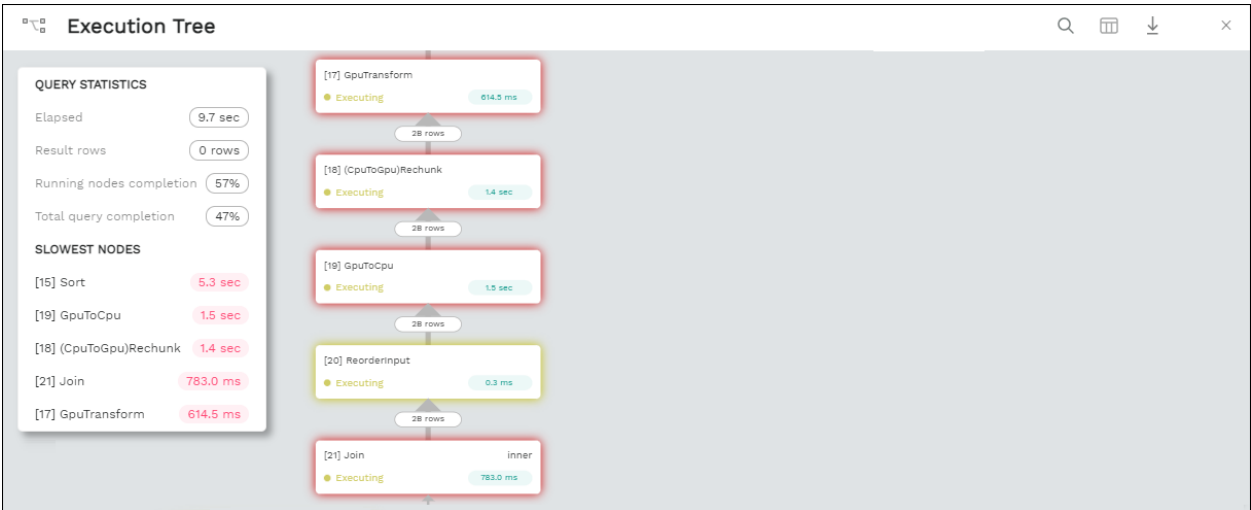 Execution Tree
QUERY STATISTICS
Elapsed 9.7 sec
Result rows 0 rows
Running nodes completion 57%
Total query completion 47%
SLOWEST NODES
[15] Sort 5.3 sec
[19] GpuToCpu 1.5 sec
[18] (CpuToGpu)Rechunk 1.4 sec
[21] Join 783.0 ms
[17] GpuTransform 614.5 ms
[17] GpuTransform
Executing 614.5 ms
2B rows
[18] (CpuToGpu)Rechunk
Executing 1.4 sec
2B rows
[19] GpuToCpu
Executing 1.5 sec
2B rows
[20] ReorderInput
Executing 0.3 ms
2B rows
[21] Join inner
Executing 783.0 ms